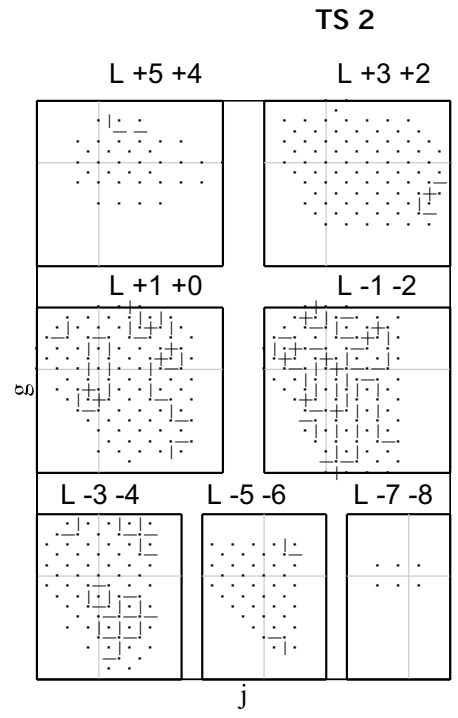 TS 2
L +5 +4
L +3 +2
L +1 +0
L -1 -2
g
L -3 -4
L -5 -6
L -7 -8
j